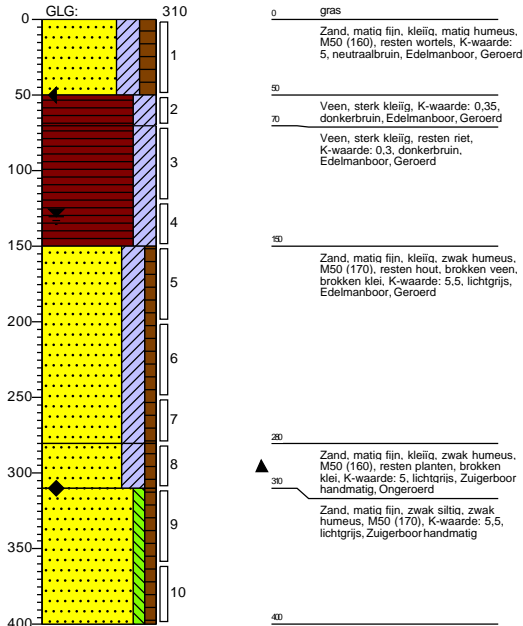 GLG: 310
0
50
100
150
200
250
300
350
400
1
2
3
4
5
6
7
8
9
10
0 gras
Zand, matig fijn, kleiïg, matig humeus,
M50 (160), resten wortels, K-waarde:
5, neutraalbruin, Edelmanboor, Geroerd
50
Veen, sterk kleiïg, K-waarde: 0,35,
donkerbruin, Edelmanboor, Geroerd
70
Veen, sterk kleiïg, resten riet,
K-waarde: 0,3, donkerbruin,
Edelmanboor, Geroerd
150
Zand, matig fijn, kleiïg, zwak humeus,
M50 (170), resten hout, brokken veen,
brokken klei, K-waarde: 5,5, lichtgrijs,
Edelmanboor, Geroerd
280
Zand, matig fijn, kleiïg, zwak humeus,
M50 (160), resten planten, brokken
klei, K-waarde: 5, lichtgrijs, Zuigerboor
handmatig, Ongeroerd
310
Zand, matig fijn, zwak siltig, zwak
humeus, M50 (170), K-waarde: 5,5,
lichtgrijs, Zuigerboor handmatig
400